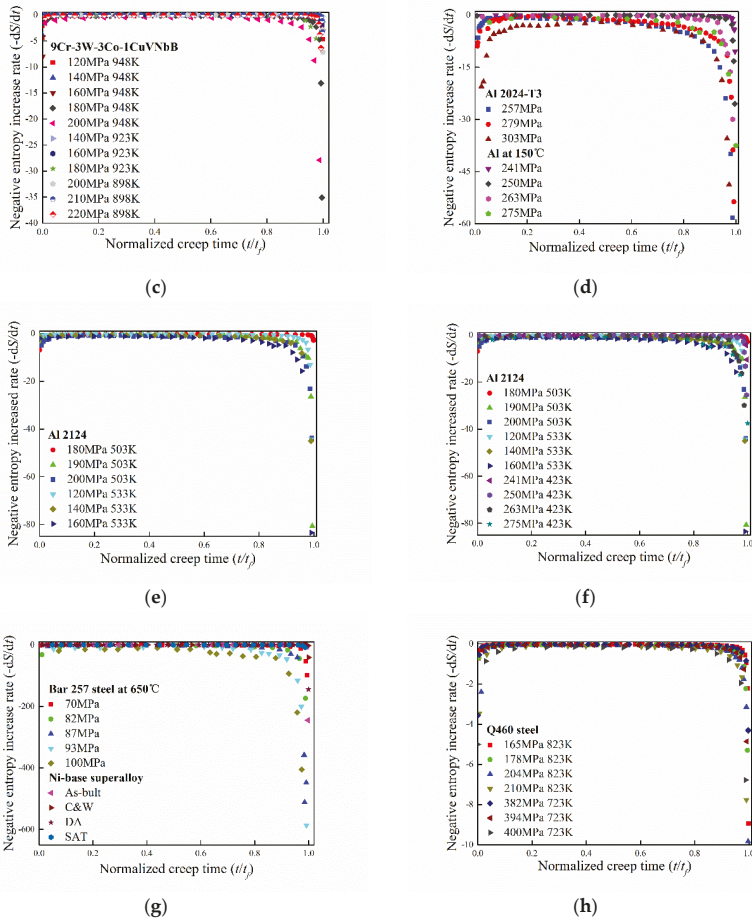 Negative entropy increase rate (-dS/dt)
0
-5
-10
-15
-20
-25
-30
-35
-40
9Cr-3W-3Co-1CuVNbB
120MPa 948K
140MPa 948K
160MPa 948K
180MPa 948K
200MPa 948K
140MPa 923K
160MPa 923K
180MPa 923K
200MPa 898K
210MPa 898K
220MPa 898K
0.0 0.2 0.4 0.6 0.8 1.0
Normalized creep time (t/tf)
(c)
Negative entropy increase rate (-dS/dt)
0
-15
-30
-45
-60
Al 2024-T3
257MPa
279MPa
303MPa
Al at 150℃
241MPa
250MPa
263MPa
275MPa
0.0 0.2 0.4 0.6 0.8 1.0
Normalized creep time (t/tf)
(d)
Negative entropy increased rate (-dS/dt)
0
-20
-40
-60
-80
Al 2124
180MPa 503K
190MPa 503K
200MPa 503K
120MPa 533K
140MPa 533K
160MPa 533K
0.0 0.2 0.4 0.6 0.8 1.0
Normalized creep time (t/tf)
(e)
Negative entropy increased rate (-dS/dt)
0
-20
-40
-60
-80
Al 2124
180MPa 503K
190MPa 503K
200MPa 503K
120MPa 533K
140MPa 533K
160MPa 533K
241MPa 423K
250MPa 423K
263MPa 423K
275MPa 423K
0.0 0.2 0.4 0.6 0.8 1.0
Normalized creep time (t/tf)
(f)
Negative entropy increase rate (-dS/dt)
0
-200
-400
-600
Bar 257 steel at 650℃
70MPa
82MPa
87MPa
93MPa
100MPa
Ni-base superalloy
As-bult
C&W
DA
SAT
0.0 0.2 0.4 0.6 0.8 1.0
Normalized creep time (t/tf)
(g)
Negative entropy increase rate (-dS/dt)
0
-2
-4
-6
-8
-10
Q460 steel
165MPa 823K
178MPa 823K
204MPa 823K
210MPa 823K
382MPa 723K
394MPa 723K
400MPa 723K
0.0 0.2 0.4 0.6 0.8 1.0
Normalized creep time (t/tf)
(h)